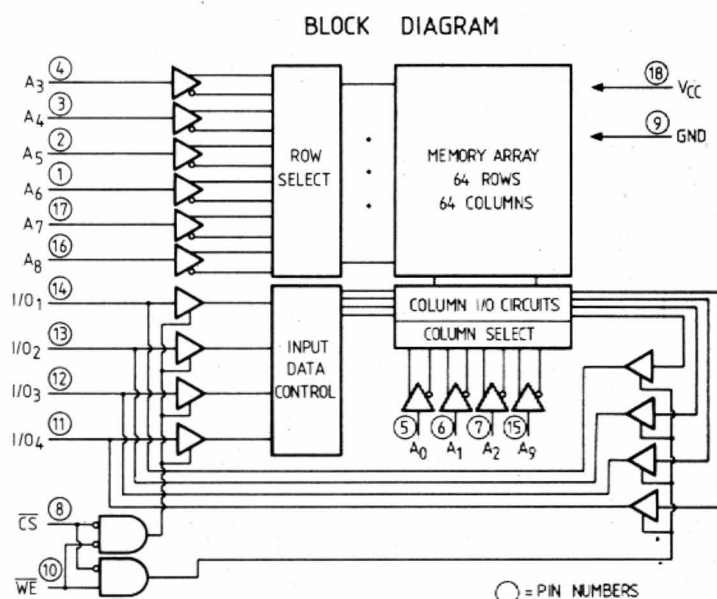 BLOCK DIAGRAM
A3 4
A4 3
A5 2
A6 1
A7 17
A8 16
I/O1 14
I/O2 13
I/O3 12
I/O4 11
CS 8
WE 10
ROW
SELECT
MEMORY ARRAY
64 ROWS
64 COLUMNS
18 VCC
9 GND
INPUT
DATA
CONTROL
COLUMN I/O CIRCUITS
COLUMN SELECT
5 6 7 15
A0 A1 A2 A9
= PIN NUMBERS